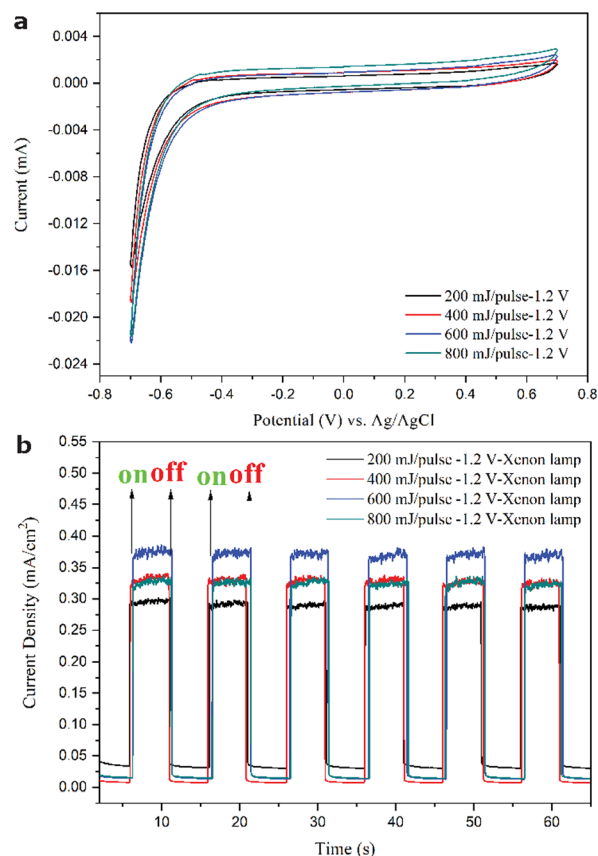 a
0.004
0.000
-0.004
-0.008
-0.012
-0.016
-0.020
-0.024
Current (mA)
200 mJ/pulse-1.2 V
400 mJ/pulse-1.2 V
600 mJ/pulse-1.2 V
800 mJ/pulse-1.2 V
-0.8 -0.6 -0.4 -0.2 0.0 0.2 0.4 0.6 0.8
Potential (V) vs. Ag/AgCl
b
0.55
0.50
0.45
0.40
0.35
0.30
0.25
0.20
0.15
0.10
0.05
0.00
Current Density (mA/cm²)
on off on off
200 mJ/pulse -1.2 V-Xenon lamp
400 mJ/pulse -1.2 V-Xenon lamp
600 mJ/pulse -1.2 V-Xenon lamp
800 mJ/pulse -1.2 V-Xenon lamp
10 20 30 40 50 60
Time (s)